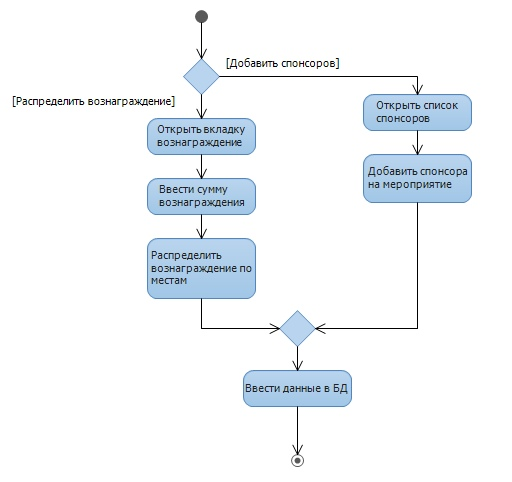 [Добавить спонсоров]
[Распределить вознаграждение]
Открыть вкладку
вознаграждение
Ввести сумму
вознаграждения
Распределить
вознаграждение по
местам
Открыть список
спонсоров
Добавить спонсора
на мероприятие
Ввести данные в БД